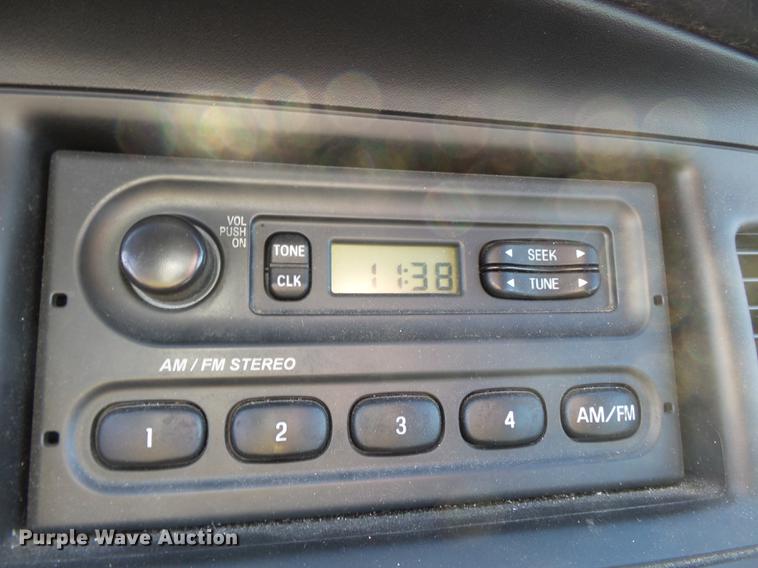 VOL
PUSH
ON
TONE
CLK
11:38
◄ SEEK ►
◄ TUNE ►
AM / FM STEREO
1 2 3 4 AM/FM
Purple Wave Auction